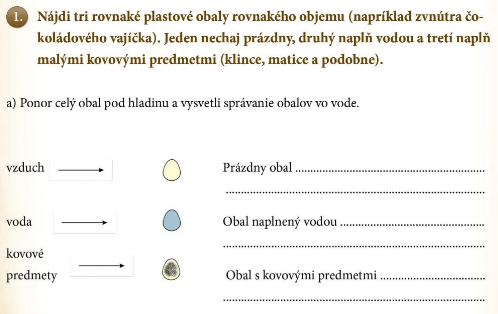 1. Nájdi tri rovnaké plastové obaly rovnakého objemu (napríklad zvnútra čo-
koládového vajíčka). Jeden nechaj prázdny, druhý naplň vodou a tretí naplň
malými kovovými predmetmi (klince, matice a podobne).
a) Ponor celý obal pod hladinu a vysvetli správanie obalov vo vode.
vzduch
Prázdny obal
voda
Obal naplnený vodou
kovové
predmety
Obal s kovovými predmetmi